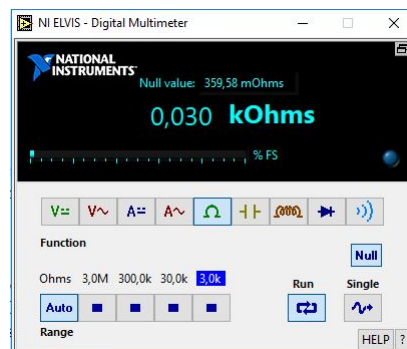 NI ELVIS - Digital Multimeter
NATIONAL
INSTRUMENTS
Null value: 359,58 mOhms
0,030 kOhms
% FS
V= V~ A= A~ Ω
Function
Null
Ohms 3,0M 300,0k 30,0k 3,0k Run Single
Auto
Range
HELP ?